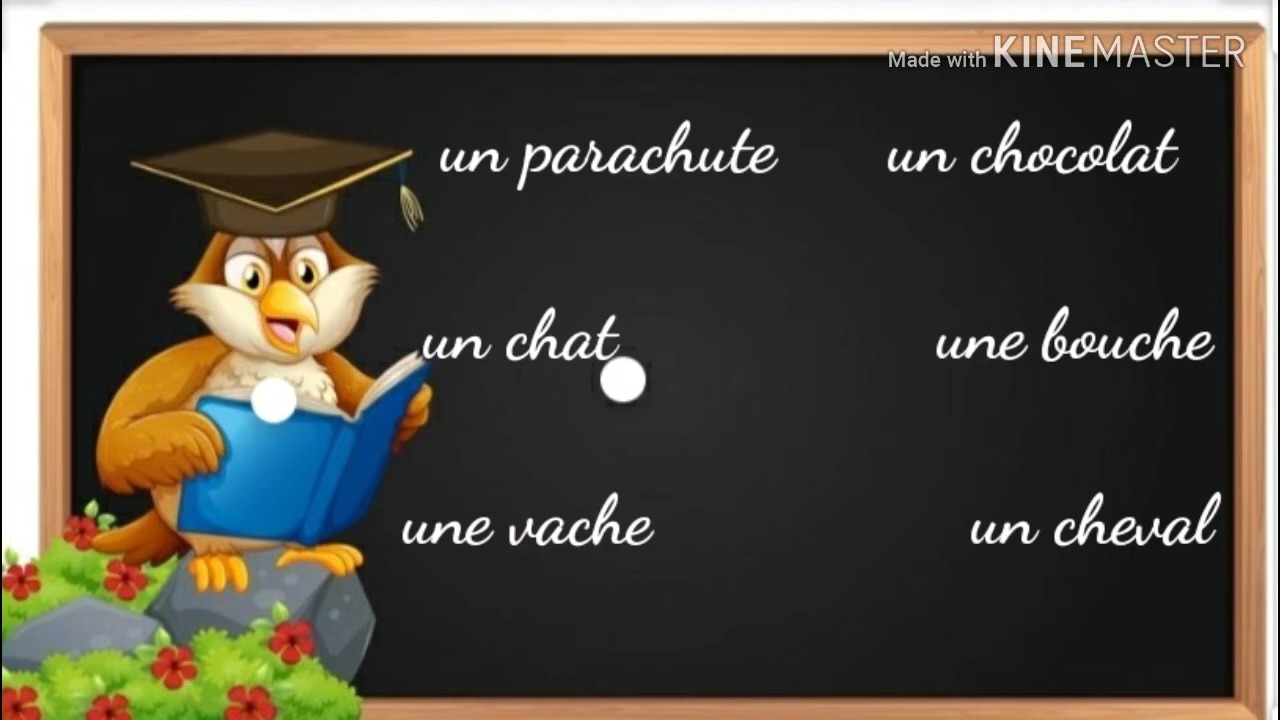 Made with KINEMASTER
un parachute un chocolat
un chat une bouche
une vache un cheval